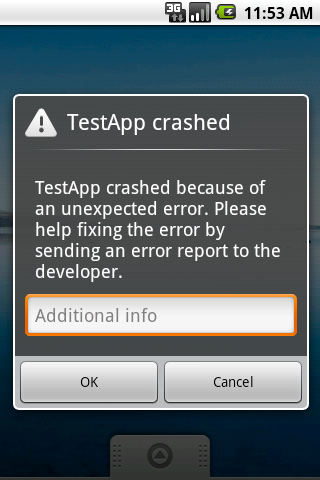 3G
11:53 AM
TestApp crashed
TestApp crashed because of
an unexpected error. Please
help fixing the error by
sending an error report to the
developer.
Additional info
OK
Cancel